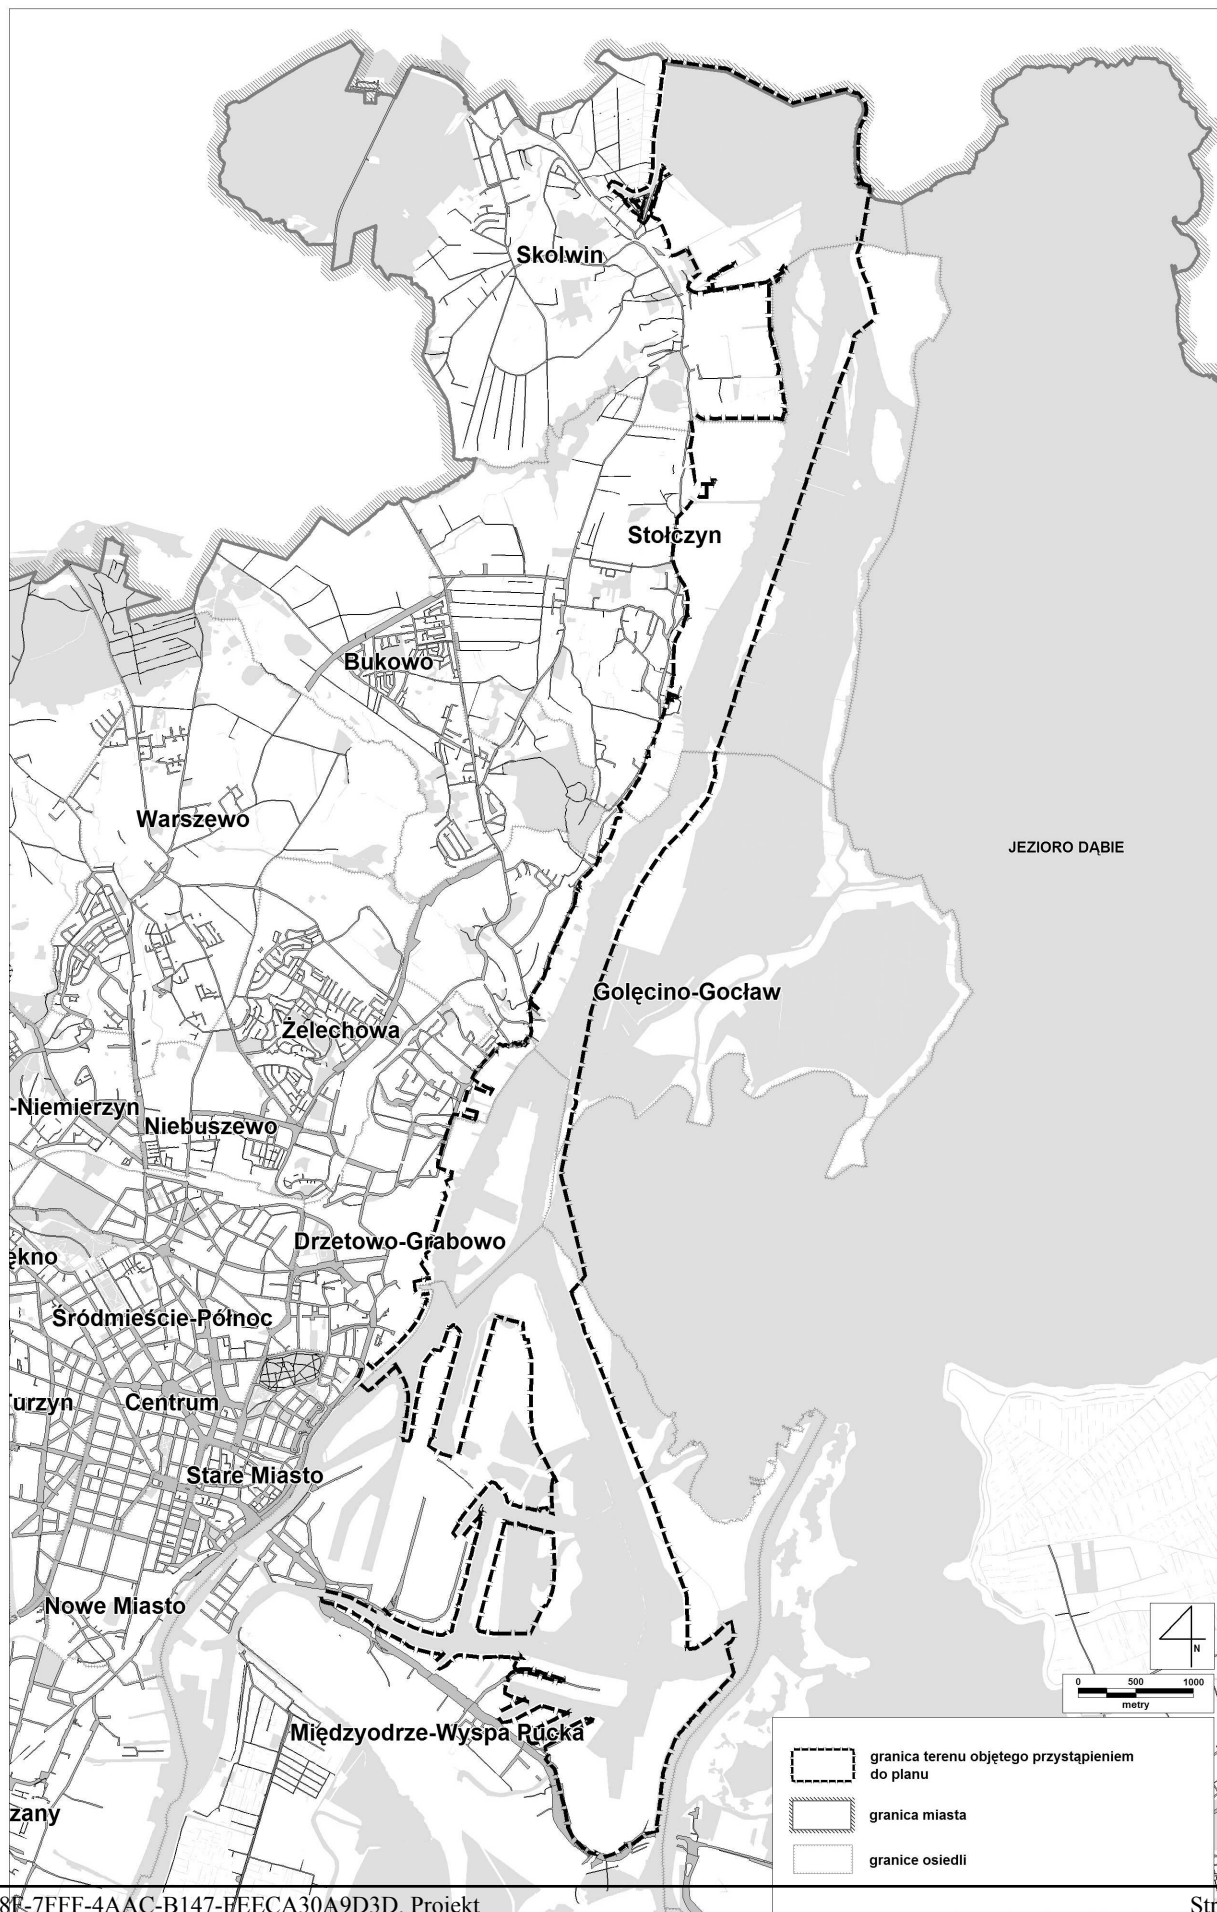 Skolwin
Stołczyn
Bukowo
Warszewo
JEZIORO DĄBIE
Golęcino-Gocław
Żelechowa
-Niemierzyn
Niebuszewo
Drzetowo-Grabowo
ękno
Śródmieście-Północ
urzyn
Centrum
Stare Miasto
Nowe Miasto
N
0 500 1000
metry
Międzyodrze-Wyspa Pucka
granica terenu objętego przystąpieniem
do planu
granica miasta
zany
granice osiedli
8F-7FFF-4AAC-B147-FEECA30A9D3D. Projekt
Str